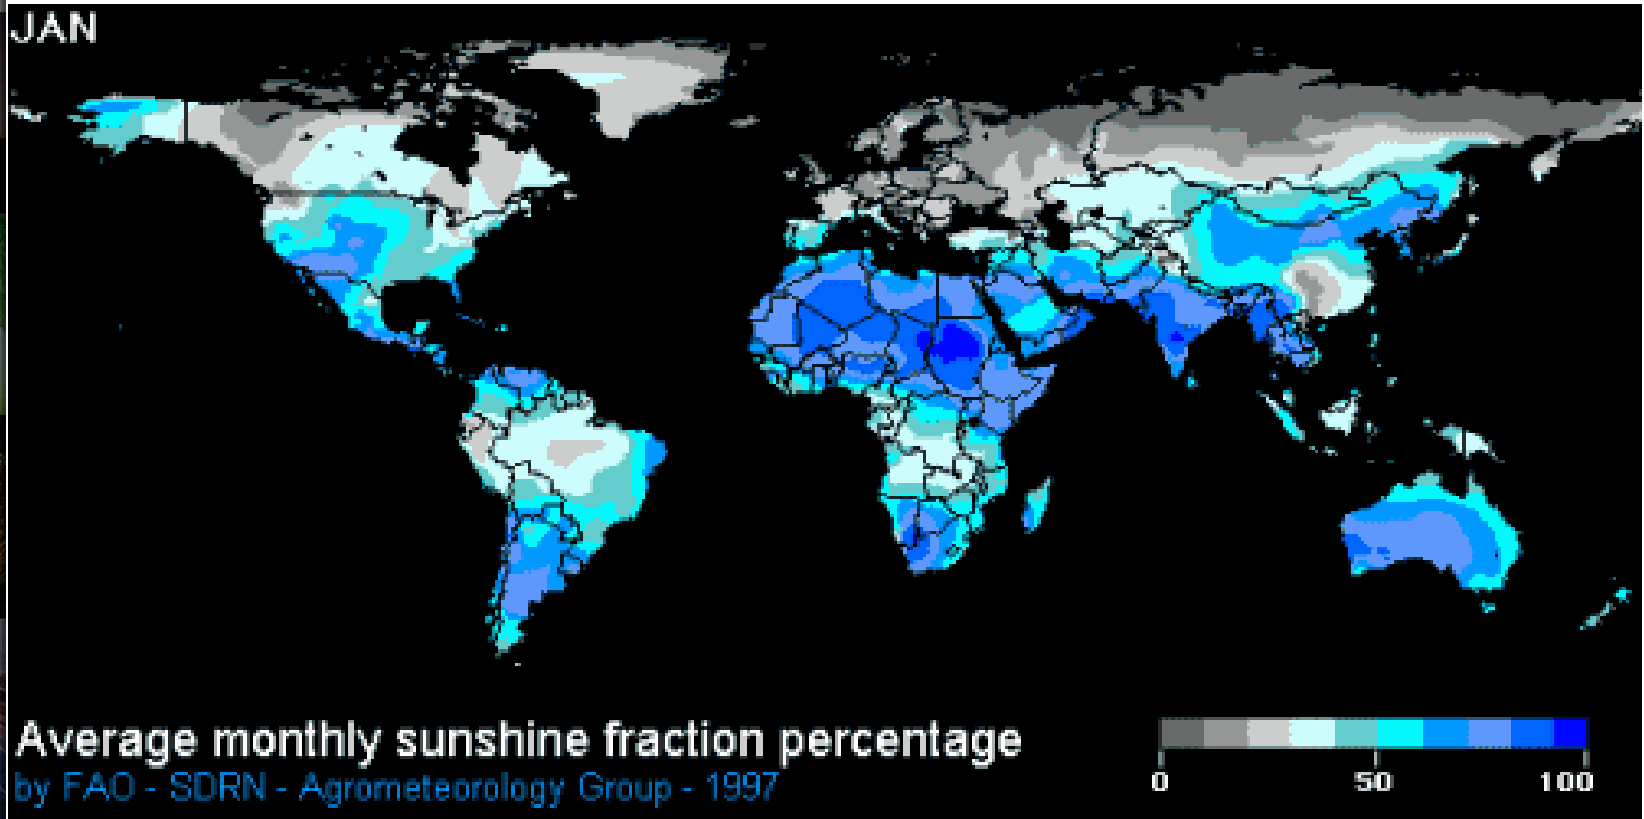 JAN
Average monthly sunshine fraction percentage
by FAO - SDRN - Agrometeorology Group - 1997
0 50 100